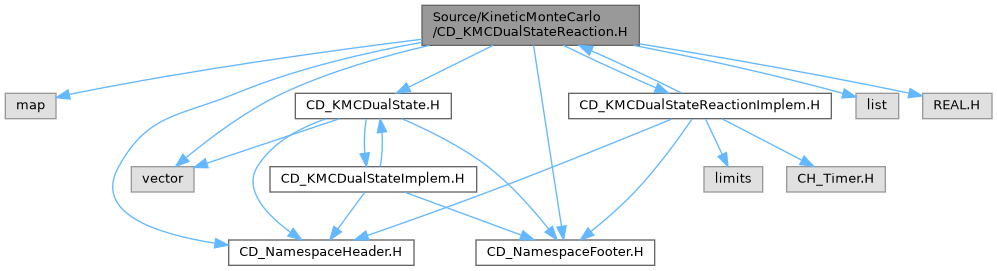 Source/KineticMonteCarlo
/CD_KMCDualStateReaction.H
map
CD_KMCDualState.H
CD_KMCDualStateReactionImplem.H
list
REAL.H
vector
CD_KMCDualStateImplem.H
limits
CH_Timer.H
CD_NamespaceHeader.H
CD_NamespaceFooter.H